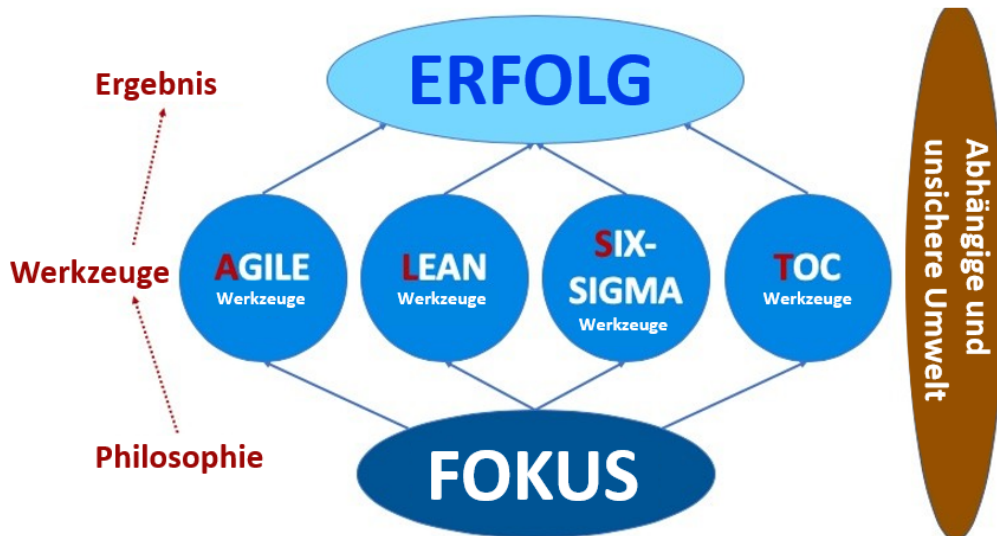 ERFOLG
Ergebnis
Werkzeuge
Philosophie
AGILE
Werkzeuge
LEAN
Werkzeuge
SIX-
SIGMA
Werkzeuge
TOC
Werkzeuge
FOKUS
Abhängige und
unsichere Umwelt